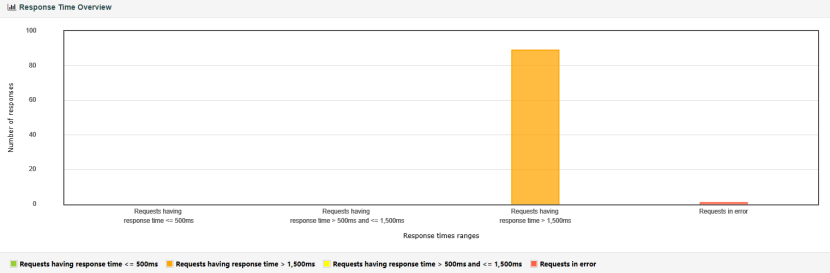 Response Time Overview
100
80
60
40
20
0
Number of responses
Requests having
response time <= 500ms
Requests having
response time > 500ms and <= 1,500ms
Requests having
response time > 1,500ms
Requests in error
Response times ranges
Requests having response time <= 500ms Requests having response time > 1,500ms Requests having response time > 500ms and <= 1,500ms Requests in error